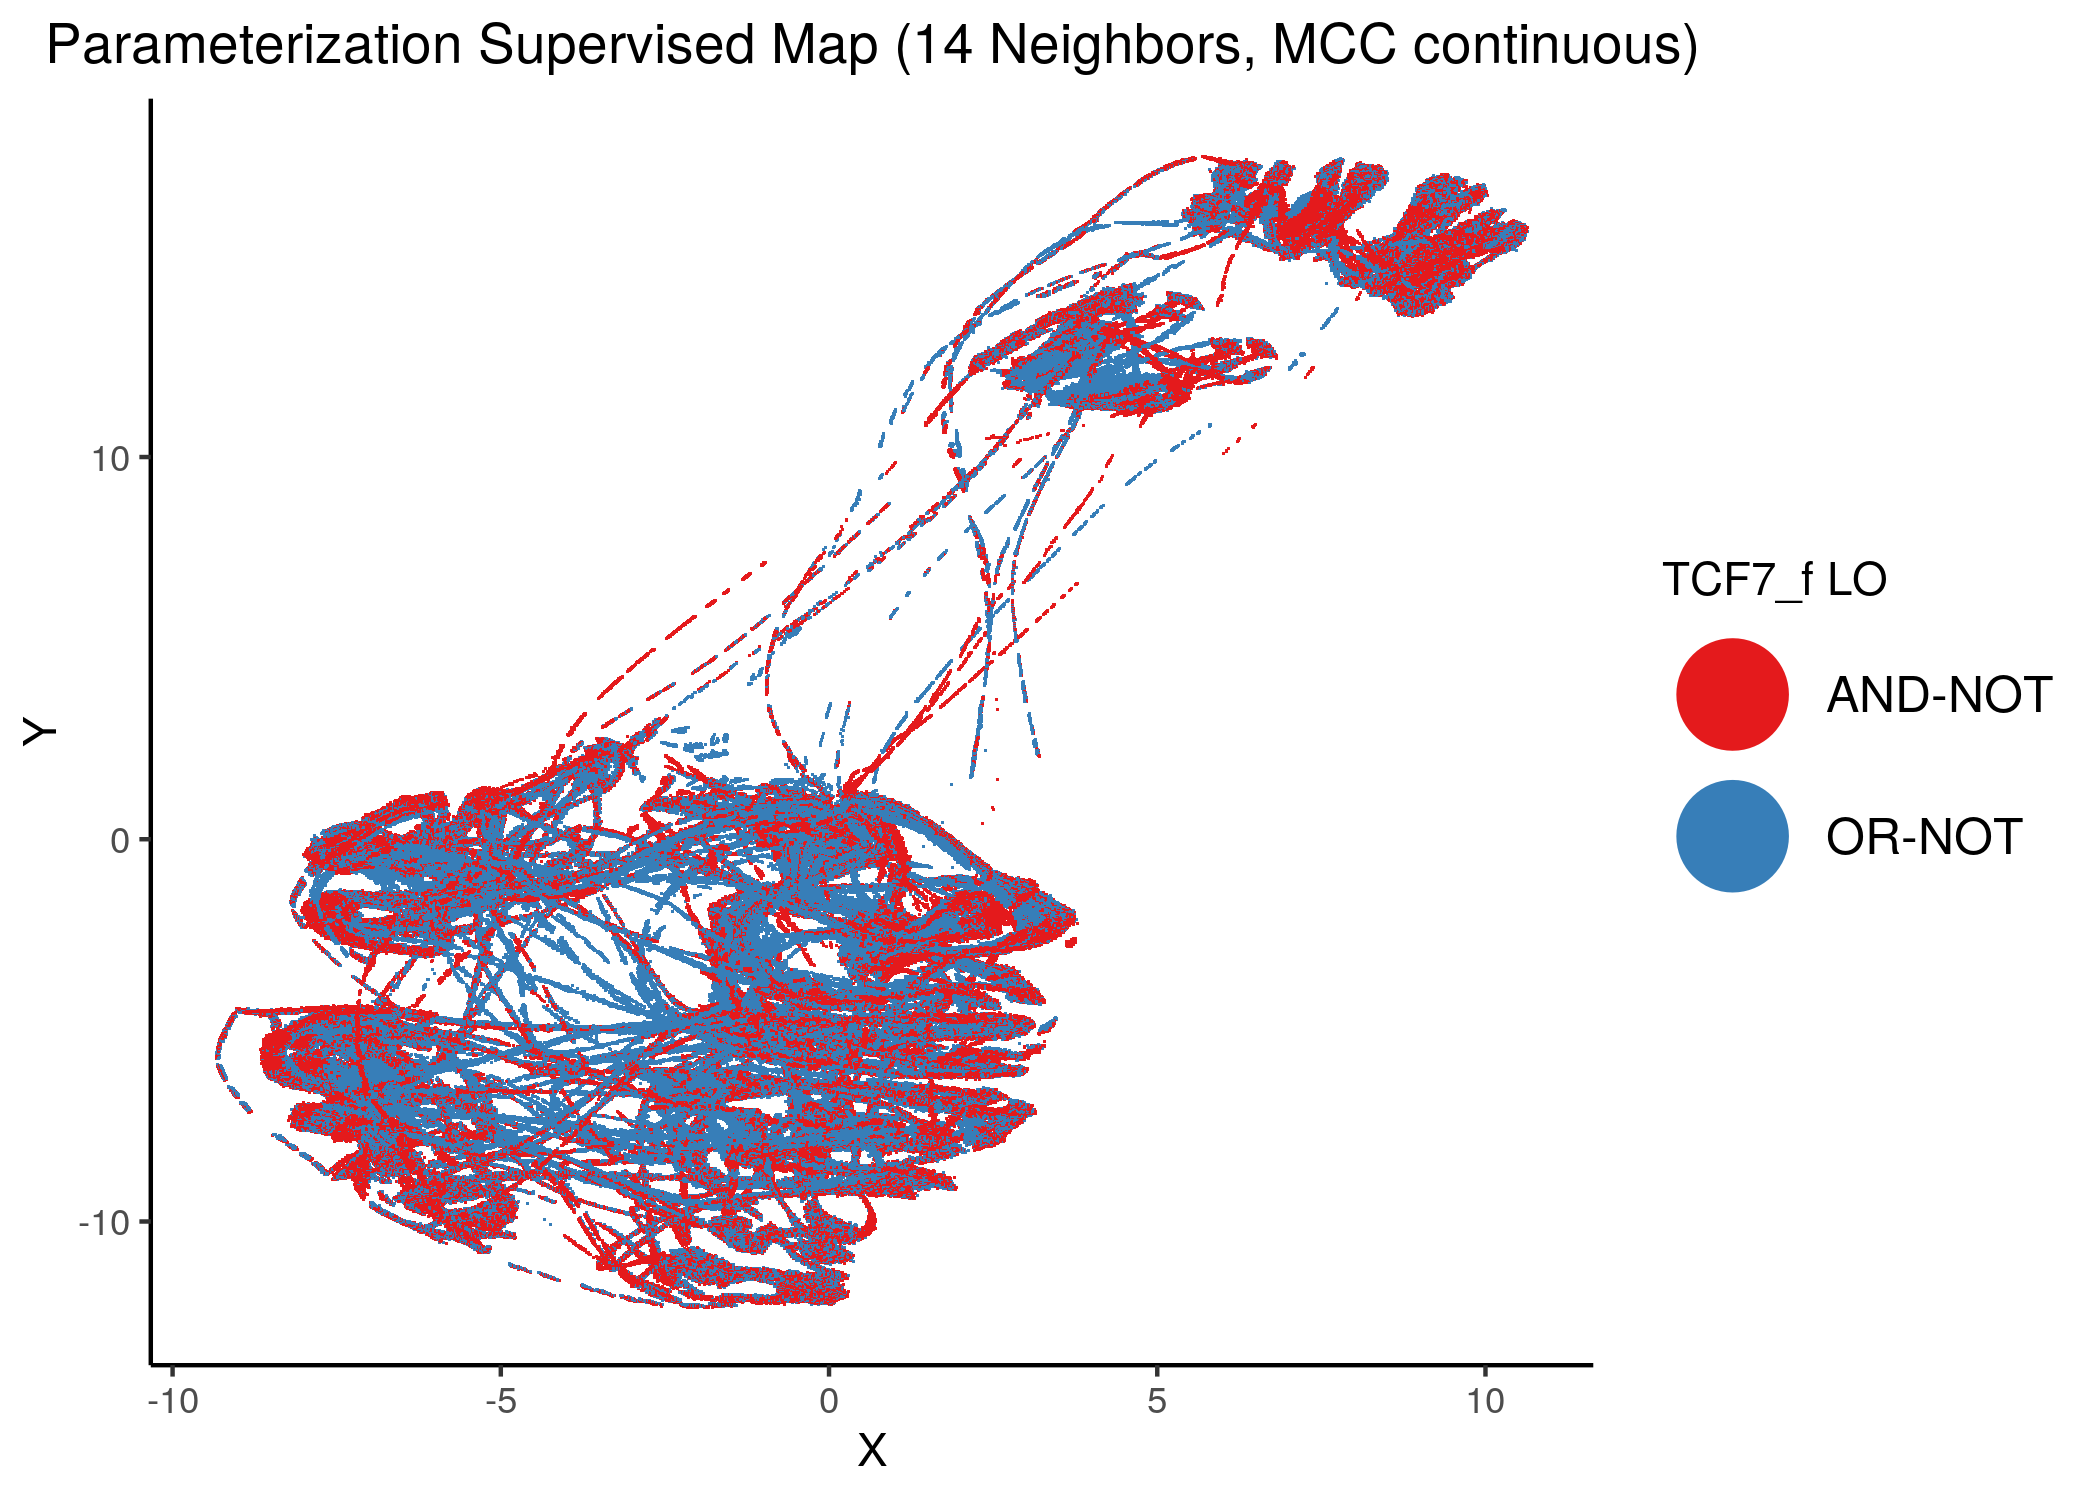 Parameterization Supervised Map (14 Neighbors, MCC continuous)
Y
10
0
-10
-10
-5
0
5
10
X
TCF7_f LO
AND-NOT
OR-NOT